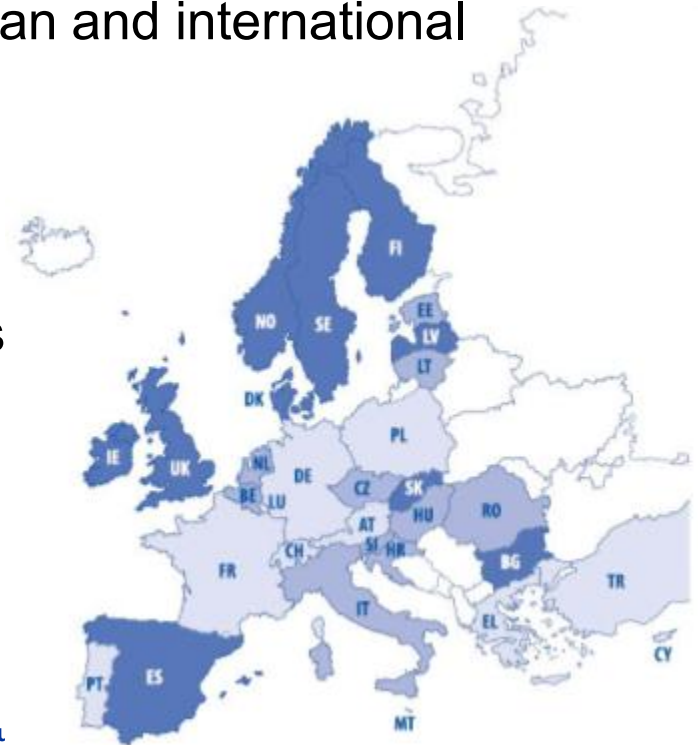 an and international
s
FI
NO
SE
EE
LV
LT
DK
IE
UK
NL
BE
LU
DE
PL
CZ
SK
AT
HU
RO
CH
SI
HR
FR
BG
IT
TR
EL
PT
ES
CY
MT